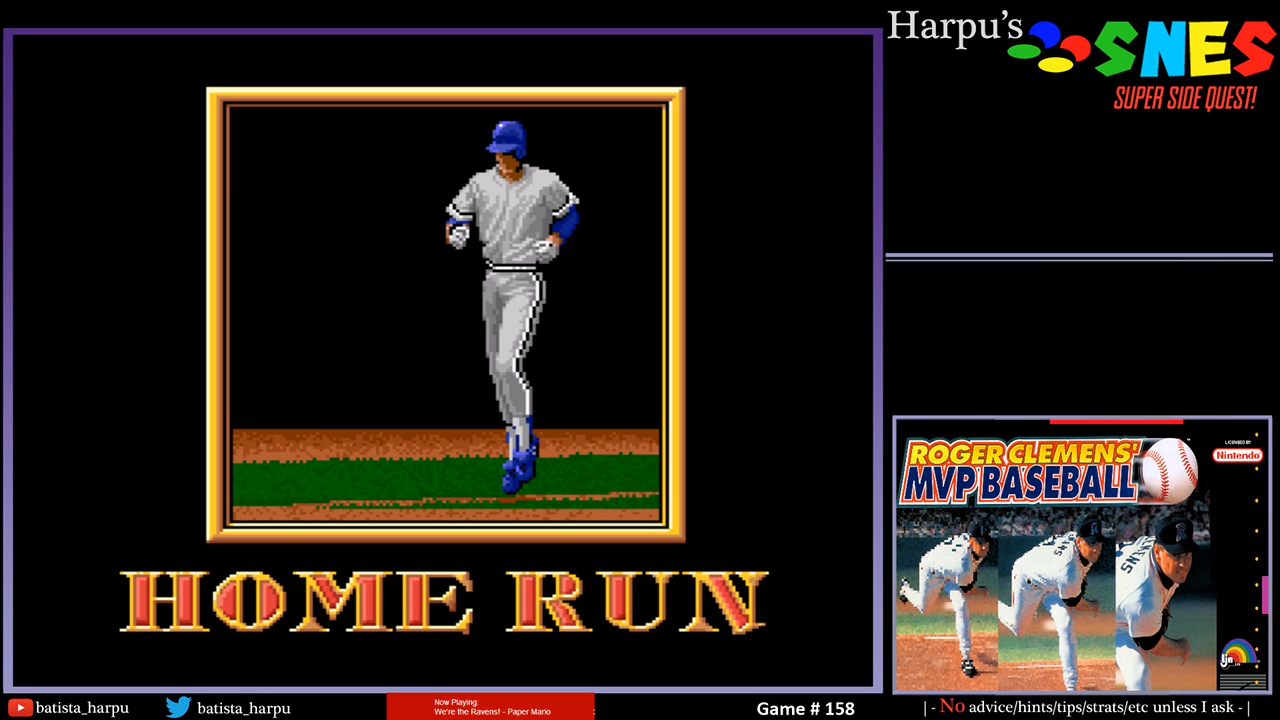 Harpu's
SNES
SUPER SIDE QUEST!
HOME RUN
ROGER CLEMENS'
MVP BASEBALL
LICENSED BY
Nintendo
LJN
batista_harpu
batista_harpu
Now Playing:
We're the Ravens! - Paper Mario
Game # 158
| - No advice/hints/tips/strats/etc unless I ask - |